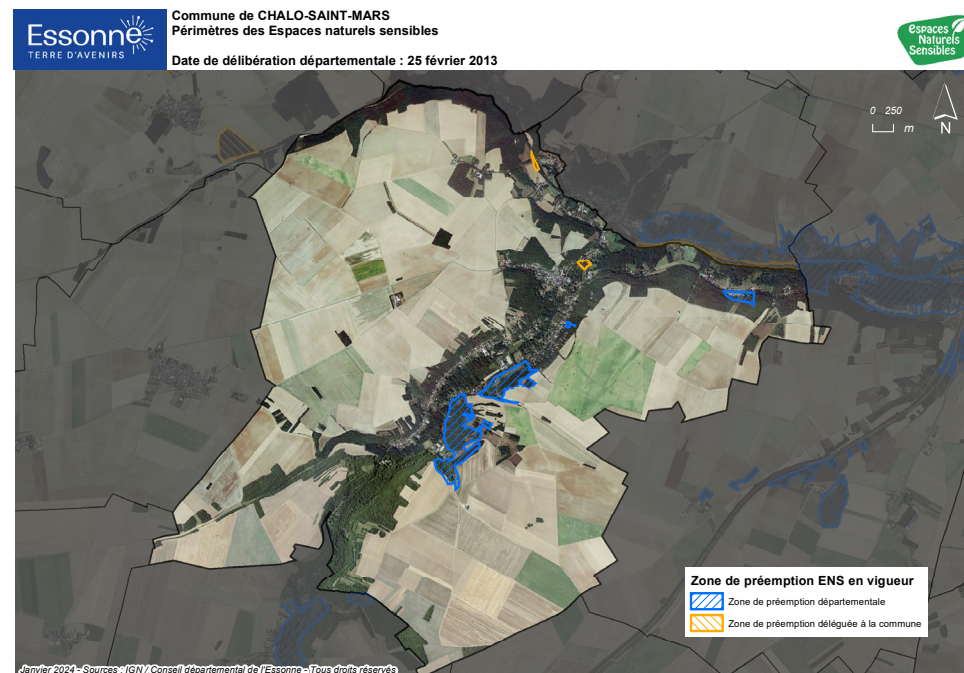 Essonne
TERRE D'AVENIRS
Commune de CHALO-SAINT-MARS
Périmètres des Espaces naturels sensibles
Date de délibération départementale : 25 février 2013
espaces
Naturels
Sensibles
0 250
m
N
Zone de préemption ENS en vigueur
Zone de préemption départementale
Zone de préemption déléguée à la commune
Janvier 2024 - Sources : IGN / Conseil départemental de l'Essonne - Tous droits réservés